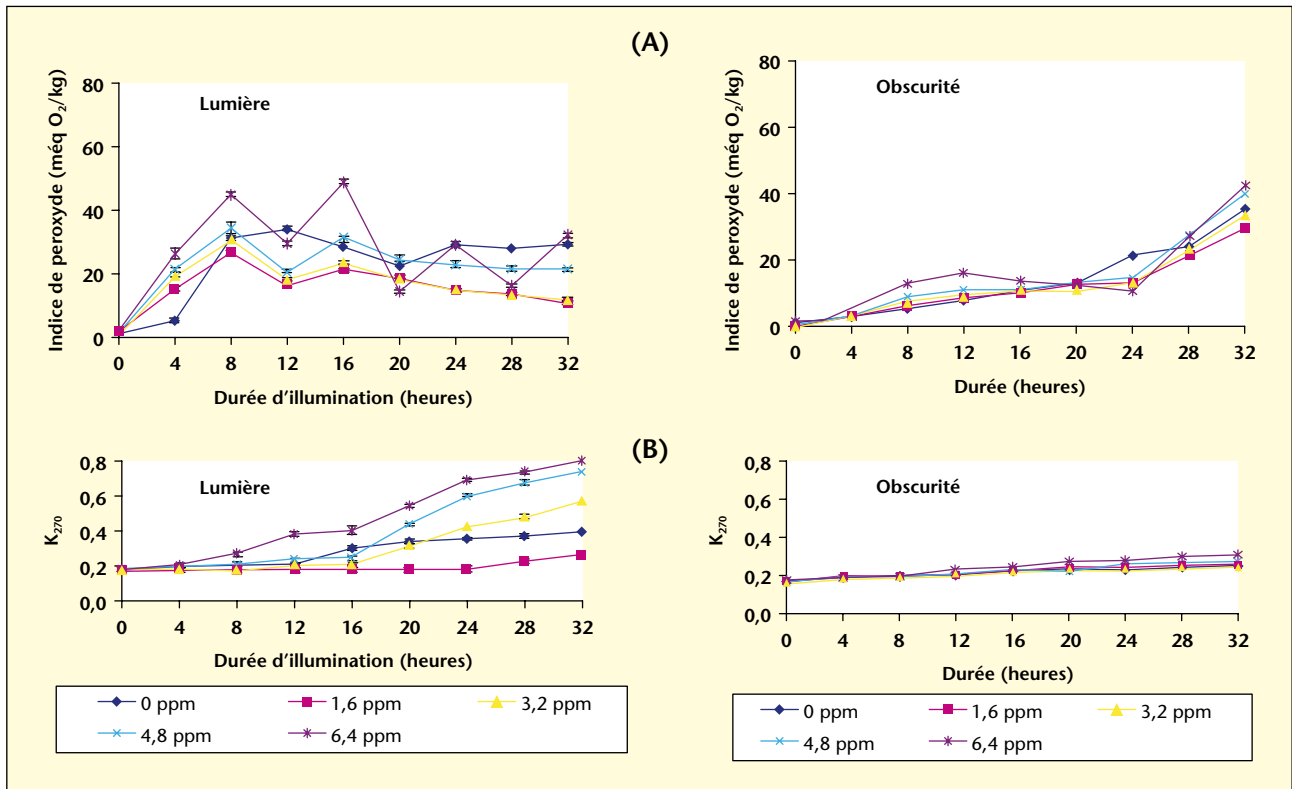 (A)
Indice de peroxyde (méq O₂/kg)
80
60
40
20
0
Lumière
0 4 8 12 16 20 24 28 32
Durée d'illumination (heures)
Indice de peroxyde (méq O₂/kg)
80
60
40
20
0
Obscurité
0 4 8 12 16 20 24 28 32
Durée (heures)
(B)
K₂₇₀
0,8
0,6
0,4
0,2
0,0
Lumière
0 4 8 12 16 20 24 28 32
Durée d'illumination (heures)
0 ppm 1,6 ppm 3,2 ppm
4,8 ppm 6,4 ppm
K₂₇₀
0,8
0,6
0,4
0,2
0,0
Obscurité
0 4 8 12 16 20 24 28 32
Durée (heures)
0 ppm 1,6 ppm 3,2 ppm
4,8 ppm 6,4 ppm